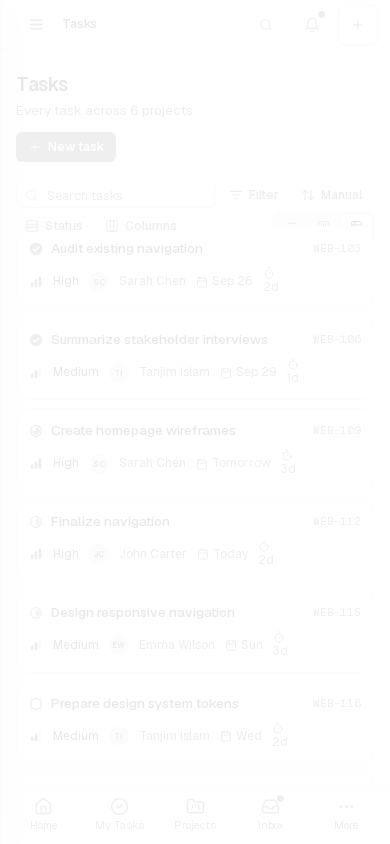 Tasks
Tasks
Every task across 6 projects.
New task
Search tasks
Filter
Manual
Status
Columns
Audit existing navigation WEB-103
High SC Sarah Chen Sep 26 2d
Summarize stakeholder interviews WEB-106
Medium TI Tanjim Islam Sep 29 1d
Create homepage wireframes WEB-109
High SC Sarah Chen Tomorrow 3d
Finalize navigation WEB-112
High JC John Carter Today 2d
Design responsive navigation WEB-115
Medium EW Emma Wilson Sun 3d
Prepare design system tokens WEB-118
Medium TI Tanjim Islam Wed 2d
Home My Tasks Projects Inbox More